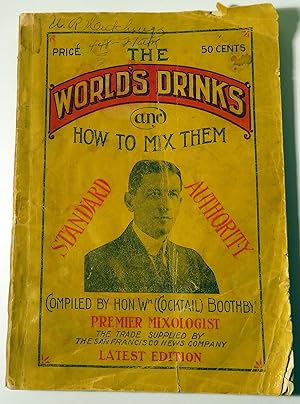 PRICE 50 CENTS
THE
WORLD'S DRINKS
and
HOW TO MIX THEM
STANDARD
AUTHORITY
COMPILED BY HON. WM (COCKTAIL) BOOTHBY
PREMIER MIXOLOGIST
THE TRADE SUPPLIED BY
THE SAN FRANCISCO NEWS COMPANY
LATEST EDITION